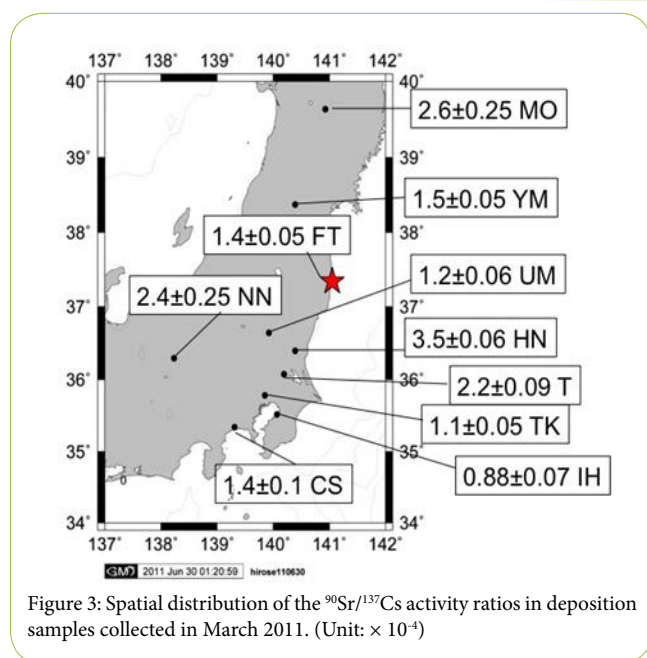 137° 138° 139° 140° 141° 142°
40° 40°
2.6±0.25 MO
39° 39°
1.5±0.05 YM
38° 38°
1.4±0.05 FT
1.2±0.06 UM
37° 37°
2.4±0.25 NN
3.5±0.06 HN
36° 36°
2.2±0.09 T
1.1±0.05 TK
35° 35°
0.88±0.07 IH
1.4±0.1 CS
34° 34°
137° 138° 139° 140° 141° 142°
GMD 2011 Jun 30 01:20:59 hirose110630
Figure 3: Spatial distribution of the ⁹⁰Sr/¹³⁷Cs activity ratios in deposition
samples collected in March 2011. (Unit: × 10⁻⁴)